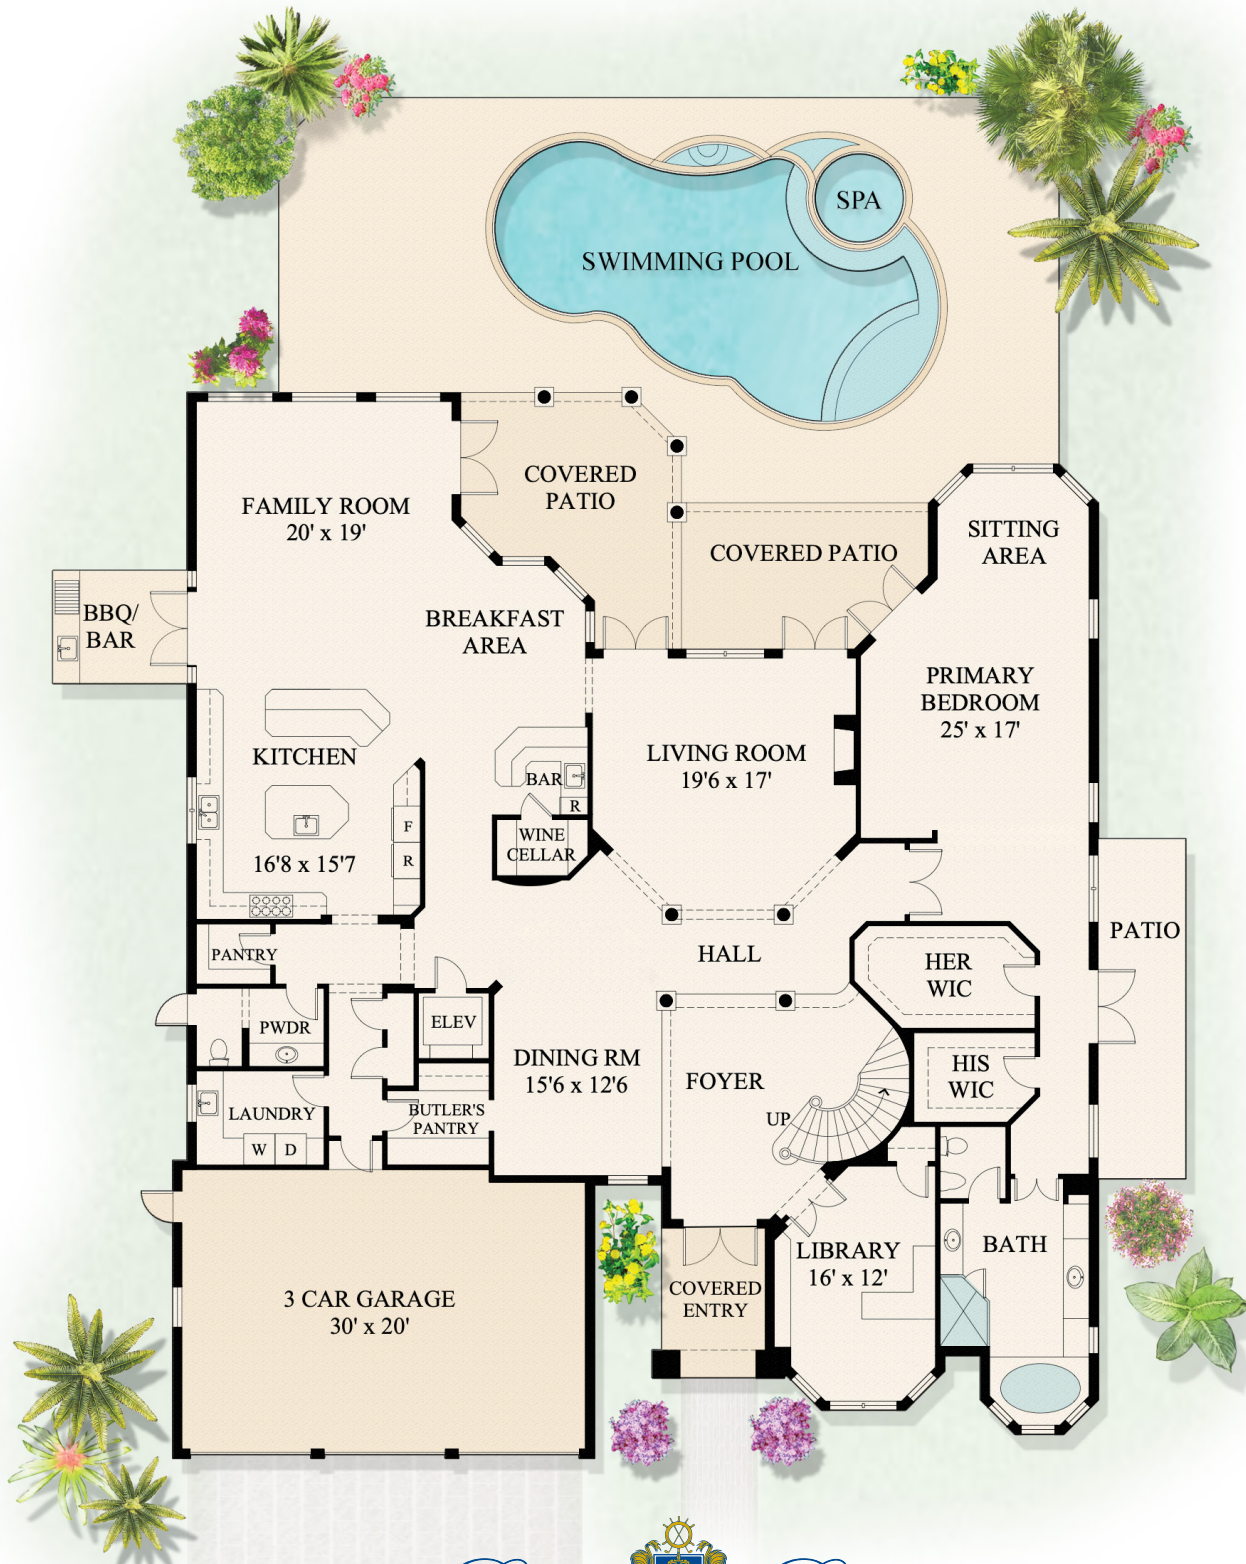 SPA
SWIMMING POOL
COVERED
PATIO
FAMILY ROOM
20' x 19'
SITTING
AREA
COVERED PATIO
BBQ/
BAR
BREAKFAST
AREA
PRIMARY
BEDROOM
25' x 17'
KITCHEN
LIVING ROOM
19'6 x 17'
BAR
R
F
R
WINE
CELLAR
16'8 x 15'7
PATIO
PANTRY
HALL
HER
WIC
PWDR
ELEV
DINING RM
15'6 x 12'6
FOYER
HIS
WIC
LAUNDRY
BUTLER'S
PANTRY
UP
W
D
LIBRARY
16' x 12'
BATH
COVERED
ENTRY
3 CAR GARAGE
30' x 20'